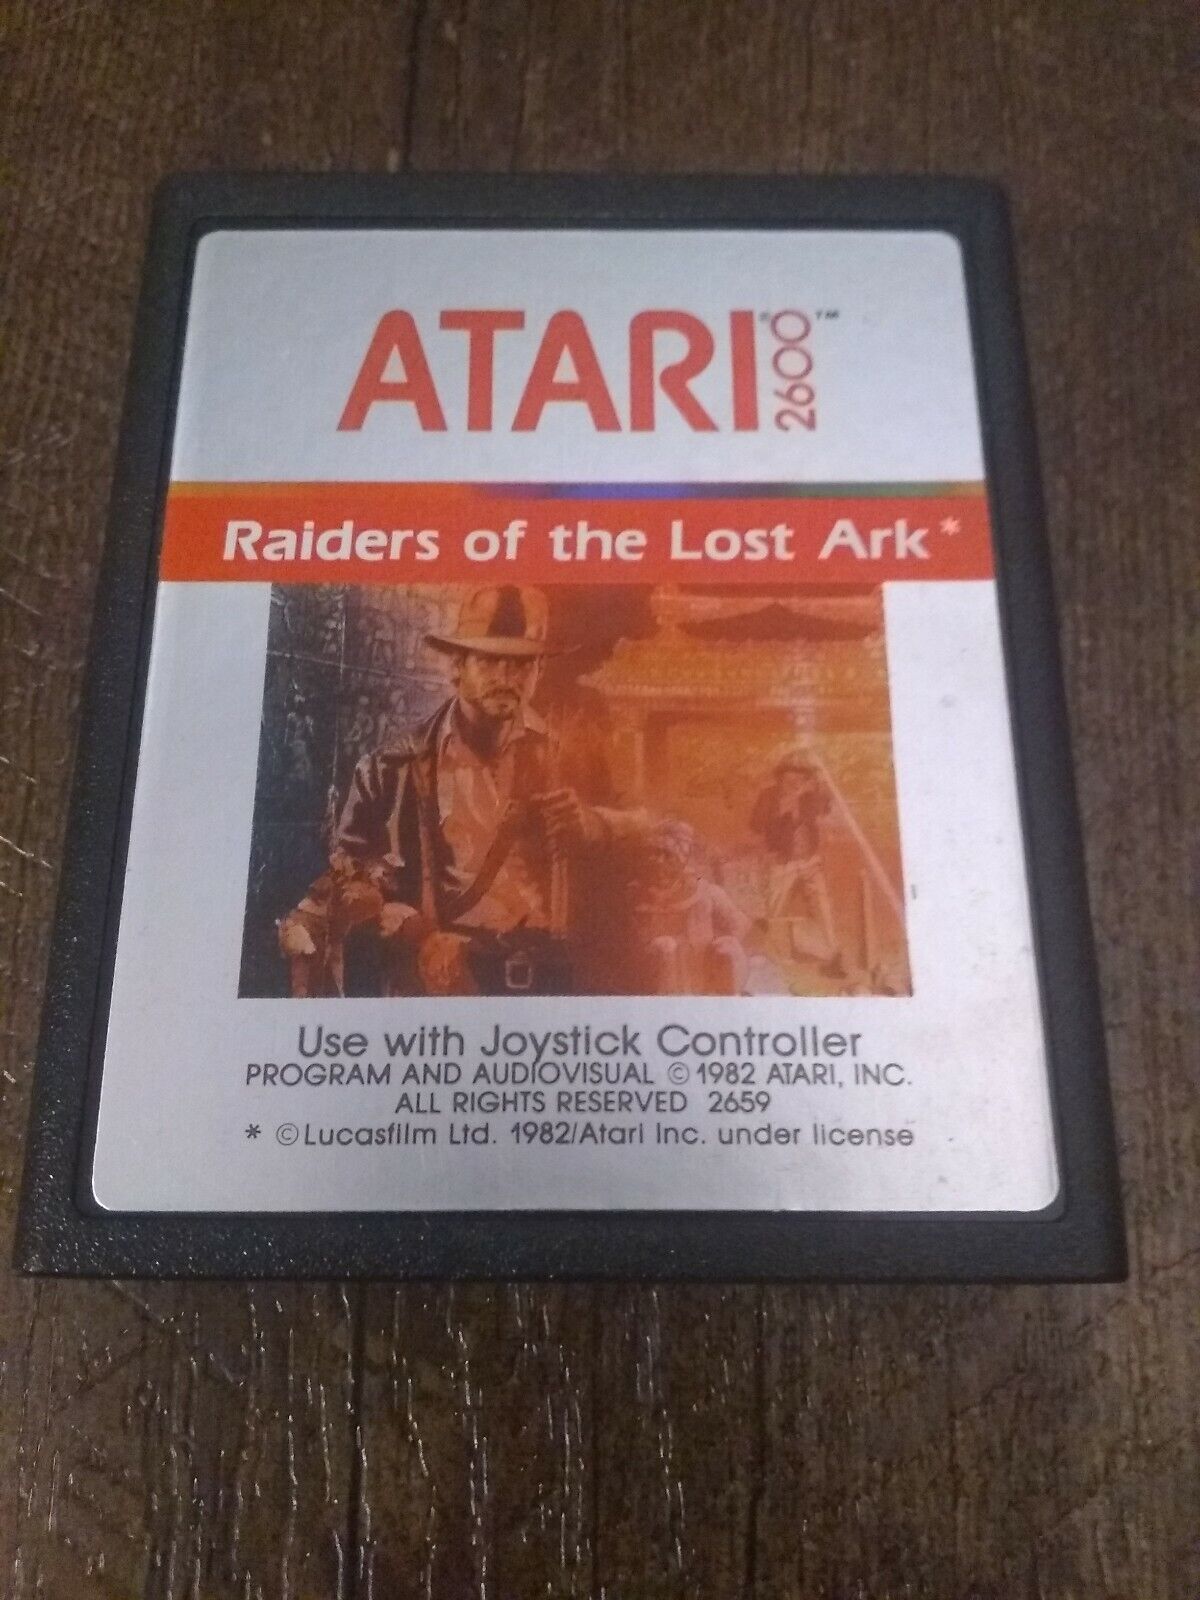 ATARI® 2600™
Raiders of the Lost Ark*
Use with Joystick Controller
PROGRAM AND AUDIOVISUAL © 1982 ATARI, INC.
ALL RIGHTS RESERVED 2659
* © Lucasfilm Ltd. 1982/Atari Inc. under license